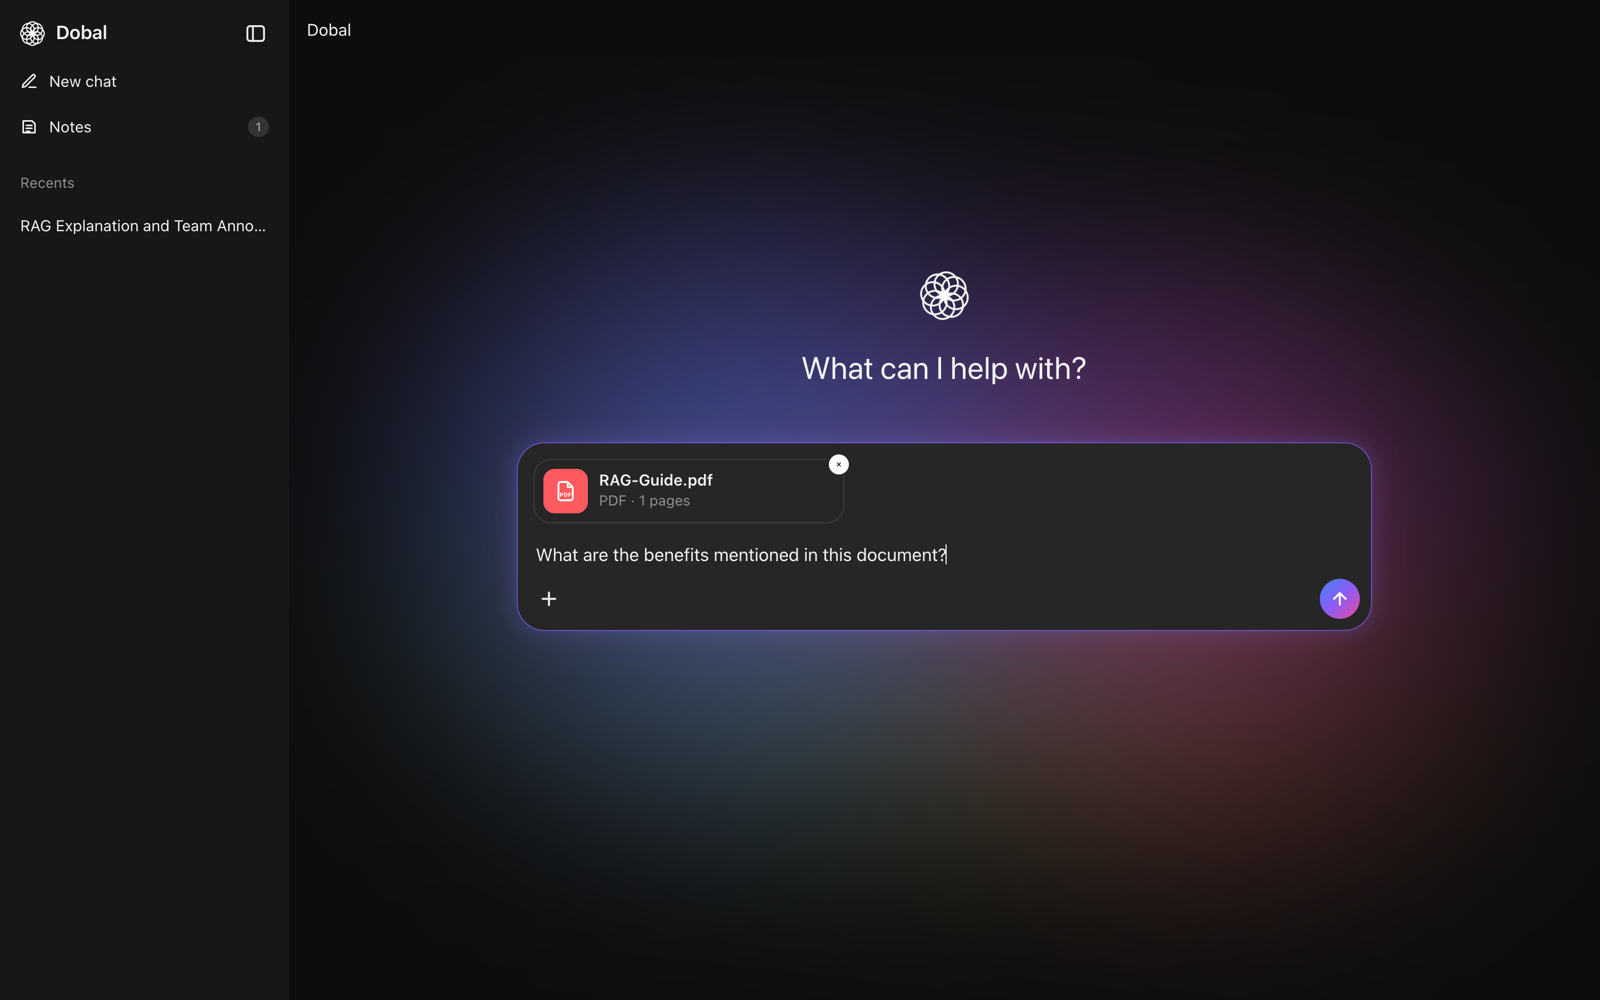 Dobal
New chat
Notes
1
Recents
RAG Explanation and Team Anno...
Dobal
What can I help with?
RAG-Guide.pdf
PDF · 1 pages
PDF
What are the benefits mentioned in this document?